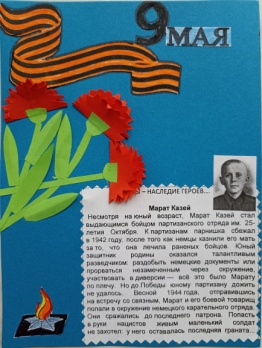 9 МАЯ
Ы – НАСЛЕДИЕ ГЕРОЕВ...
Марат Казей
Несмотря на юный возраст, Марат Казей стал
выдающимся бойцом партизанского отряда им. 25-
летия Октября. К партизанам парнишка сбежал
в 1942 году, после того как немцы казнили его мать
за то, что она лечила раненых бойцов. Юный
защитник родины оказался талантливым
разведчиком: раздобыть немецкие документы или
прорваться незамеченным через окружение,
участвовать в диверсии — всё это было Марату
по плечу. Но до Победы юному партизану дожить
не удалось. Весной 1944 года, отправившись
на встречу со связным, Марат и его боевой товарищ
попали в окружение немецкого карательного отряда.
Они сражались до последнего патрона. Попасть
в руки нацистов живым маленький солдат
не захотел: у него оставалась последняя граната...